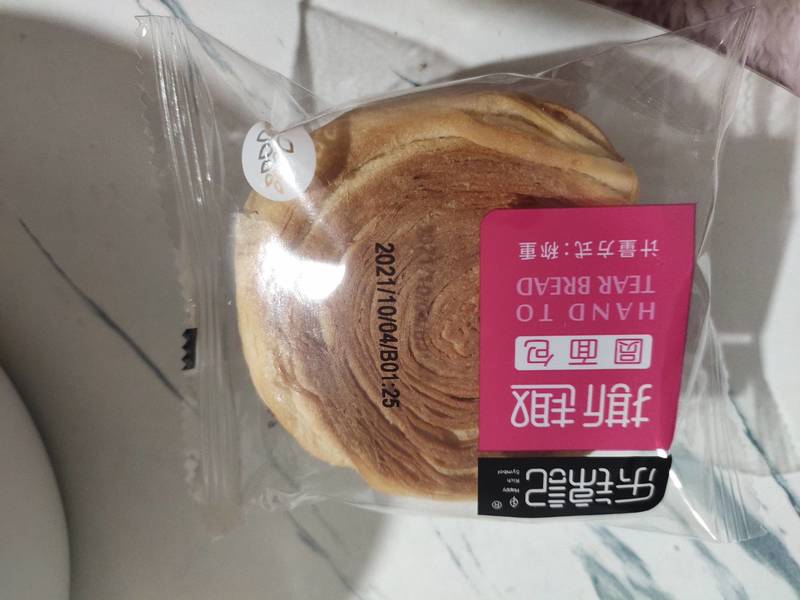 乐锦記
Happy
Rich
Symbol
®
撕趣
圆面包
HAND TO
TEAR BREAD
计量方式：称重
2021/10/04/B01:25